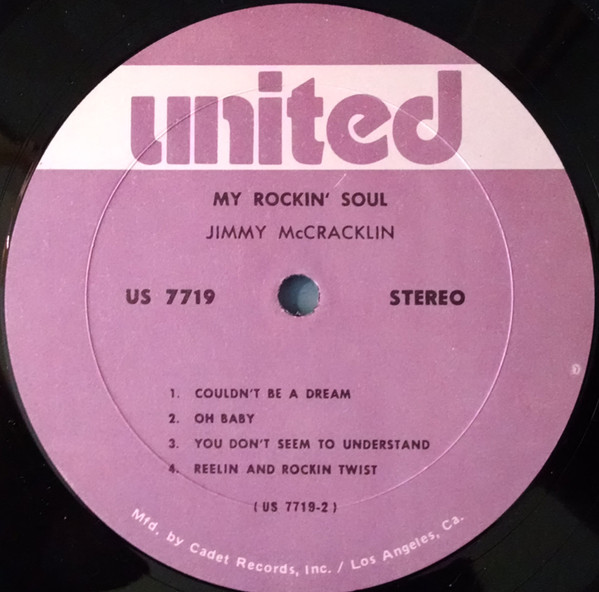 united
MY ROCKIN' SOUL
JIMMY McCRACKLIN
US 7719 STEREO
1. COULDN'T BE A DREAM
2. OH BABY
3. YOU DON'T SEEM TO UNDERSTAND
4. REELIN AND ROCKIN TWIST
( US 7719-2 )
Mfd. by Cadet Records, Inc. / Los Angeles, Ca.